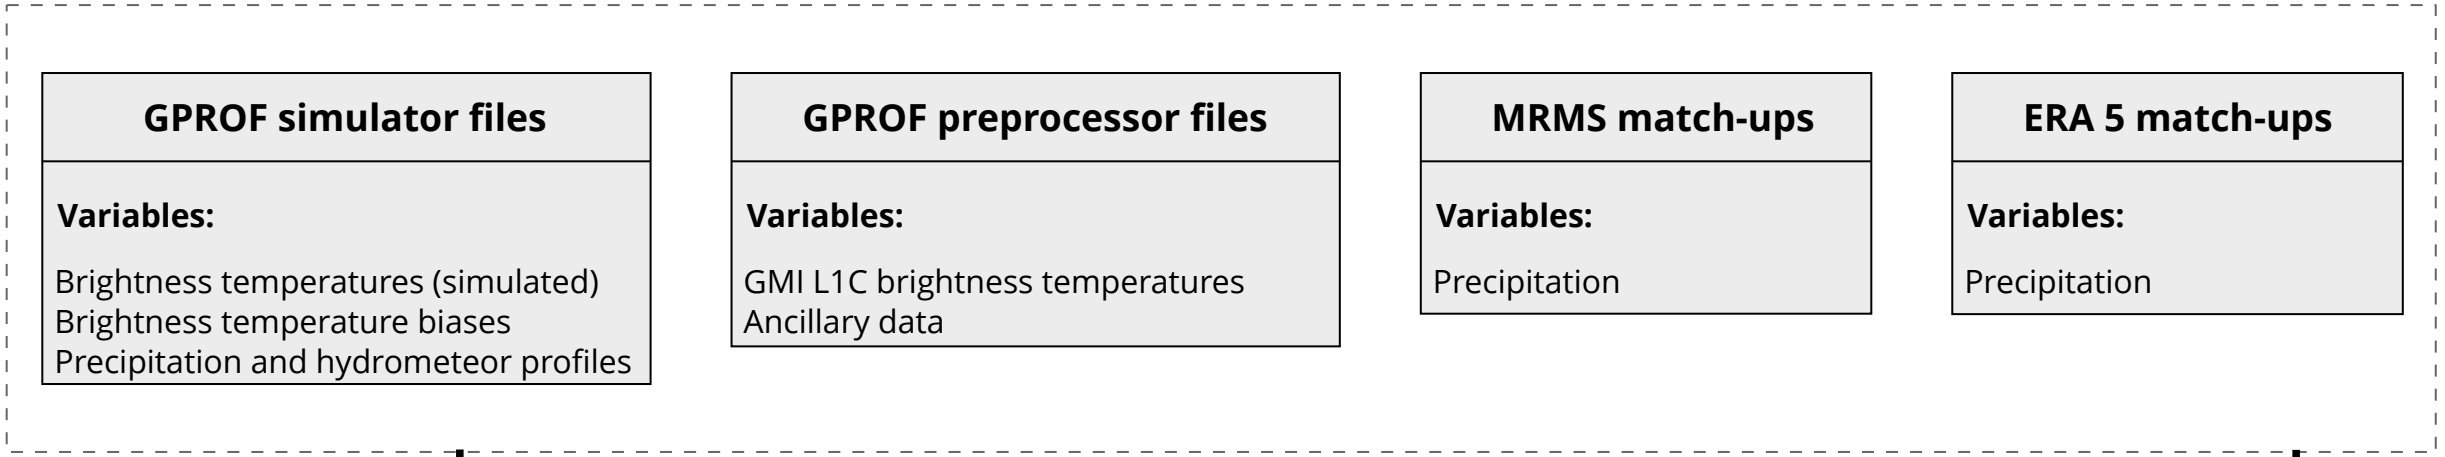 GPROF simulator files
Variables:
Brightness temperatures (simulated)
Brightness temperature biases
Precipitation and hydrometeor profiles
GPROF preprocessor files
Variables:
GMI L1C brightness temperatures
Ancillary data
MRMS match-ups
Variables:
Precipitation
ERA 5 match-ups
Variables:
Precipitation